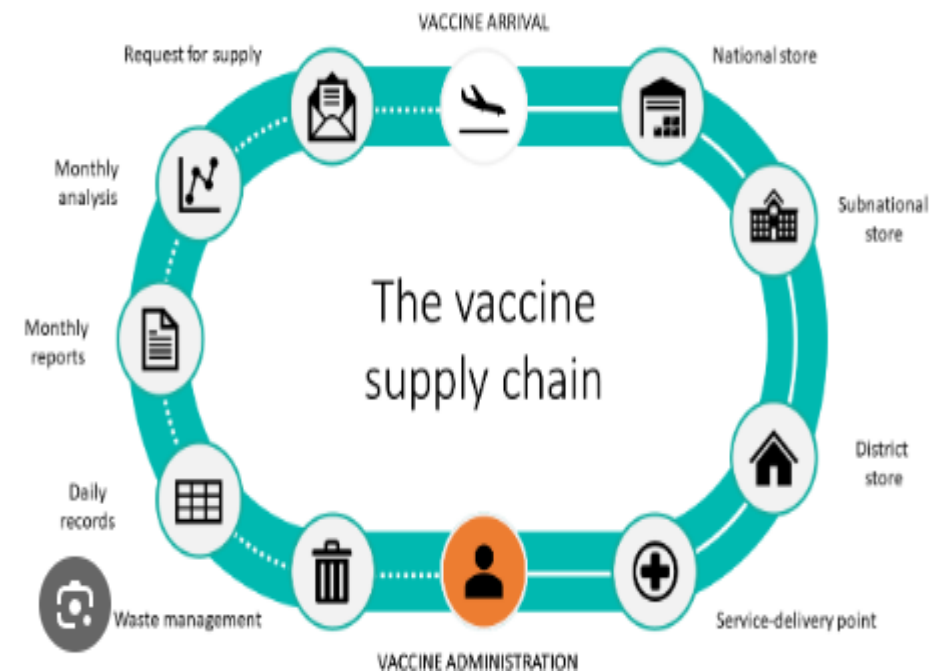 VACCINE ARRIVAL
Request for supply
National store
Monthly
analysis
Subnational
store
The vaccine
supply chain
Monthly
reports
District
store
Daily
records
Waste management
Service-delivery point
VACCINE ADMINISTRATION